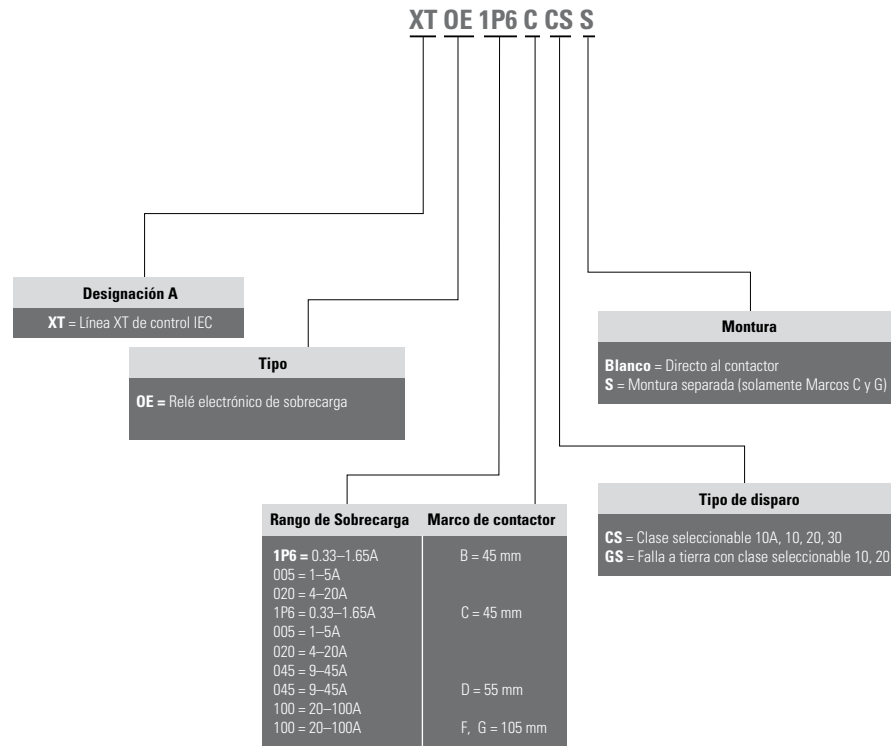 XT OE 1P6 C CS S
Designación A
XT = Línea XT de control IEC
Tipo
OE = Relé electrónico de sobrecarga
Montura
Blanco = Directo al contactor
S = Montura separada (solamente Marcos C y G)
Tipo de disparo
CS = Clase seleccionable 10A, 10, 20, 30
GS = Falla a tierra con clase seleccionable 10, 20
Rango de Sobrecarga Marco de contactor
1P6 = 0.33–1.65A B = 45 mm
005 = 1–5A
020 = 4–20A
1P6 = 0.33–1.65A C = 45 mm
005 = 1–5A
020 = 4–20A
045 = 9–45A
045 = 9–45A D = 55 mm
100 = 20–100A
100 = 20–100A F, G = 105 mm